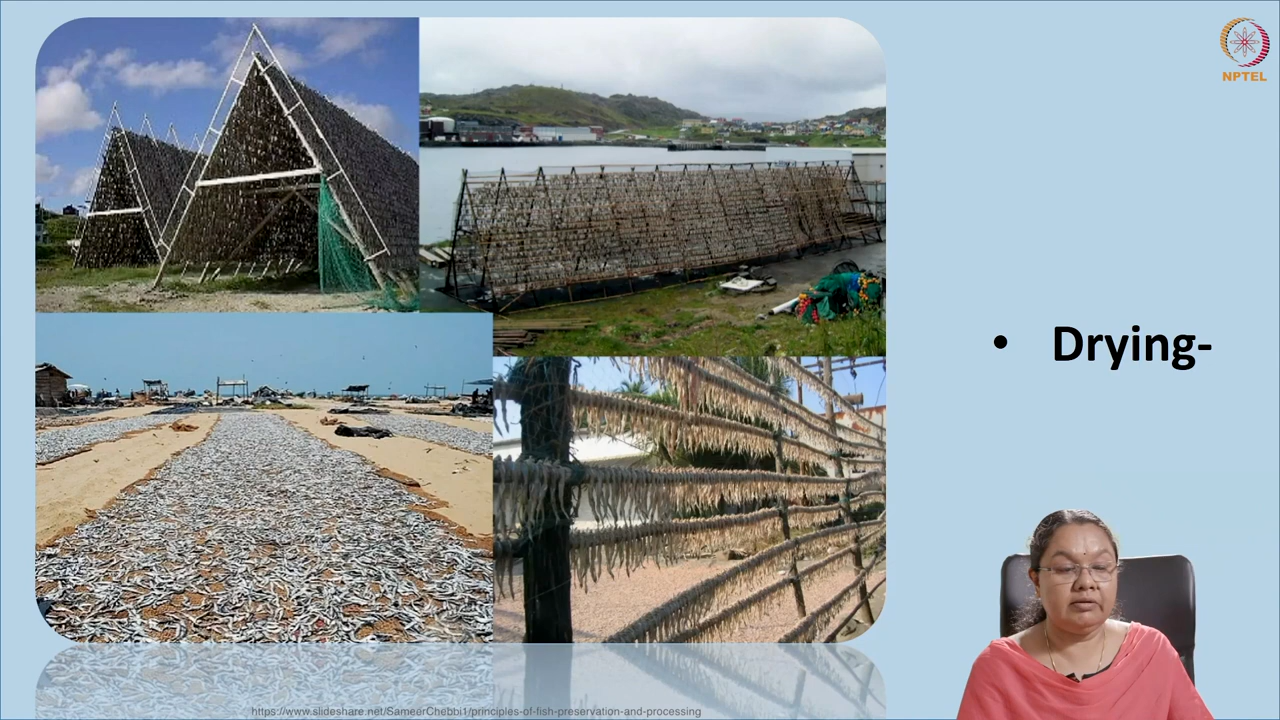 NPTEL
• Drying-
https://www.slideshare.net/SameerChebbi1/principles-of-fish-preservation-and-processing